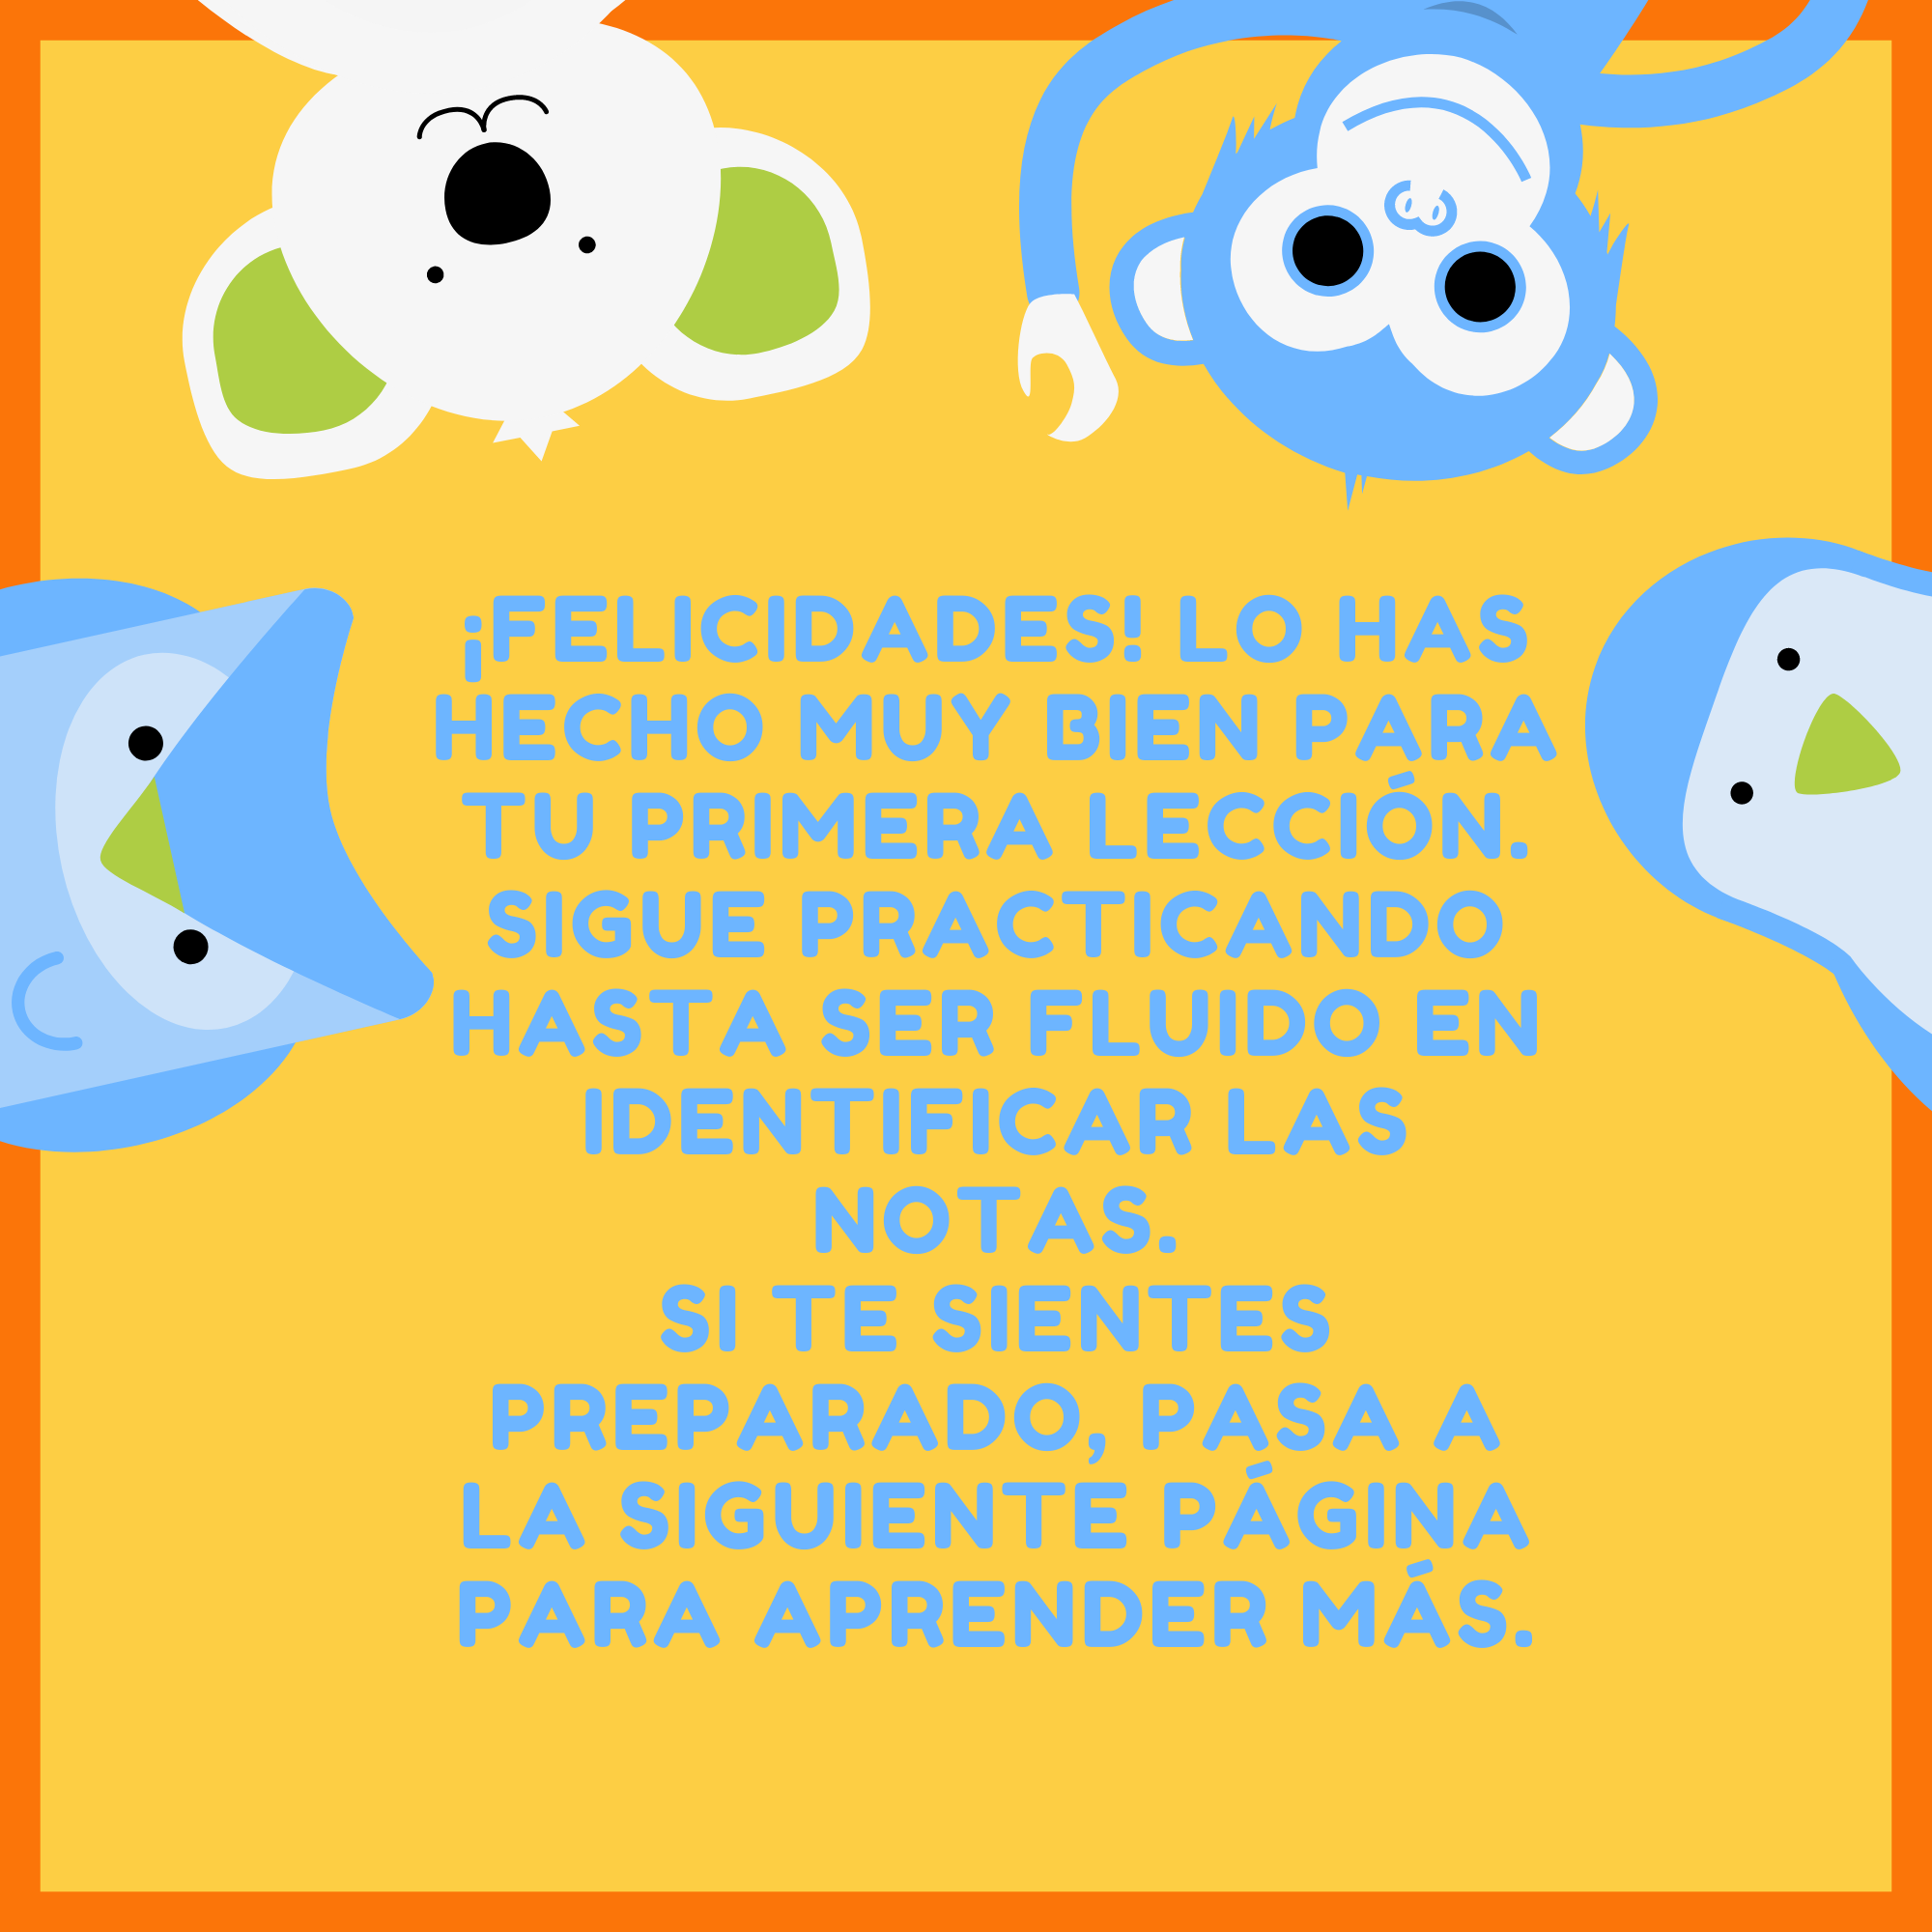 ¡FELICIDADES! LO HAS
HECHO MUY BIEN PARA
TU PRIMERA LECCIÓN.
SIGUE PRACTICANDO
HASTA SER FLUIDO EN
IDENTIFICAR LAS
NOTAS.
SI TE SIENTES
PREPARADO, PASA A
LA SIGUIENTE PÁGINA
PARA APRENDER MÁS.